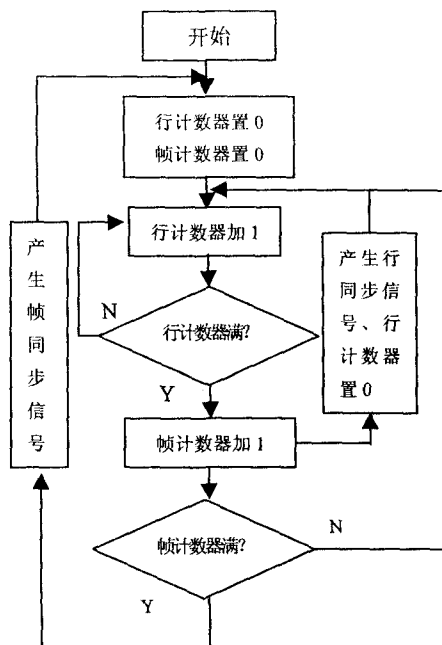 开始
行计数器置0
帧计数器置0
行计数器加1
N
行计数器满?
Y
帧计数器加1
帧计数器满?
N
Y
产
生
帧
同
步
信
号
产生行
同步信
号、行
计数器
置0